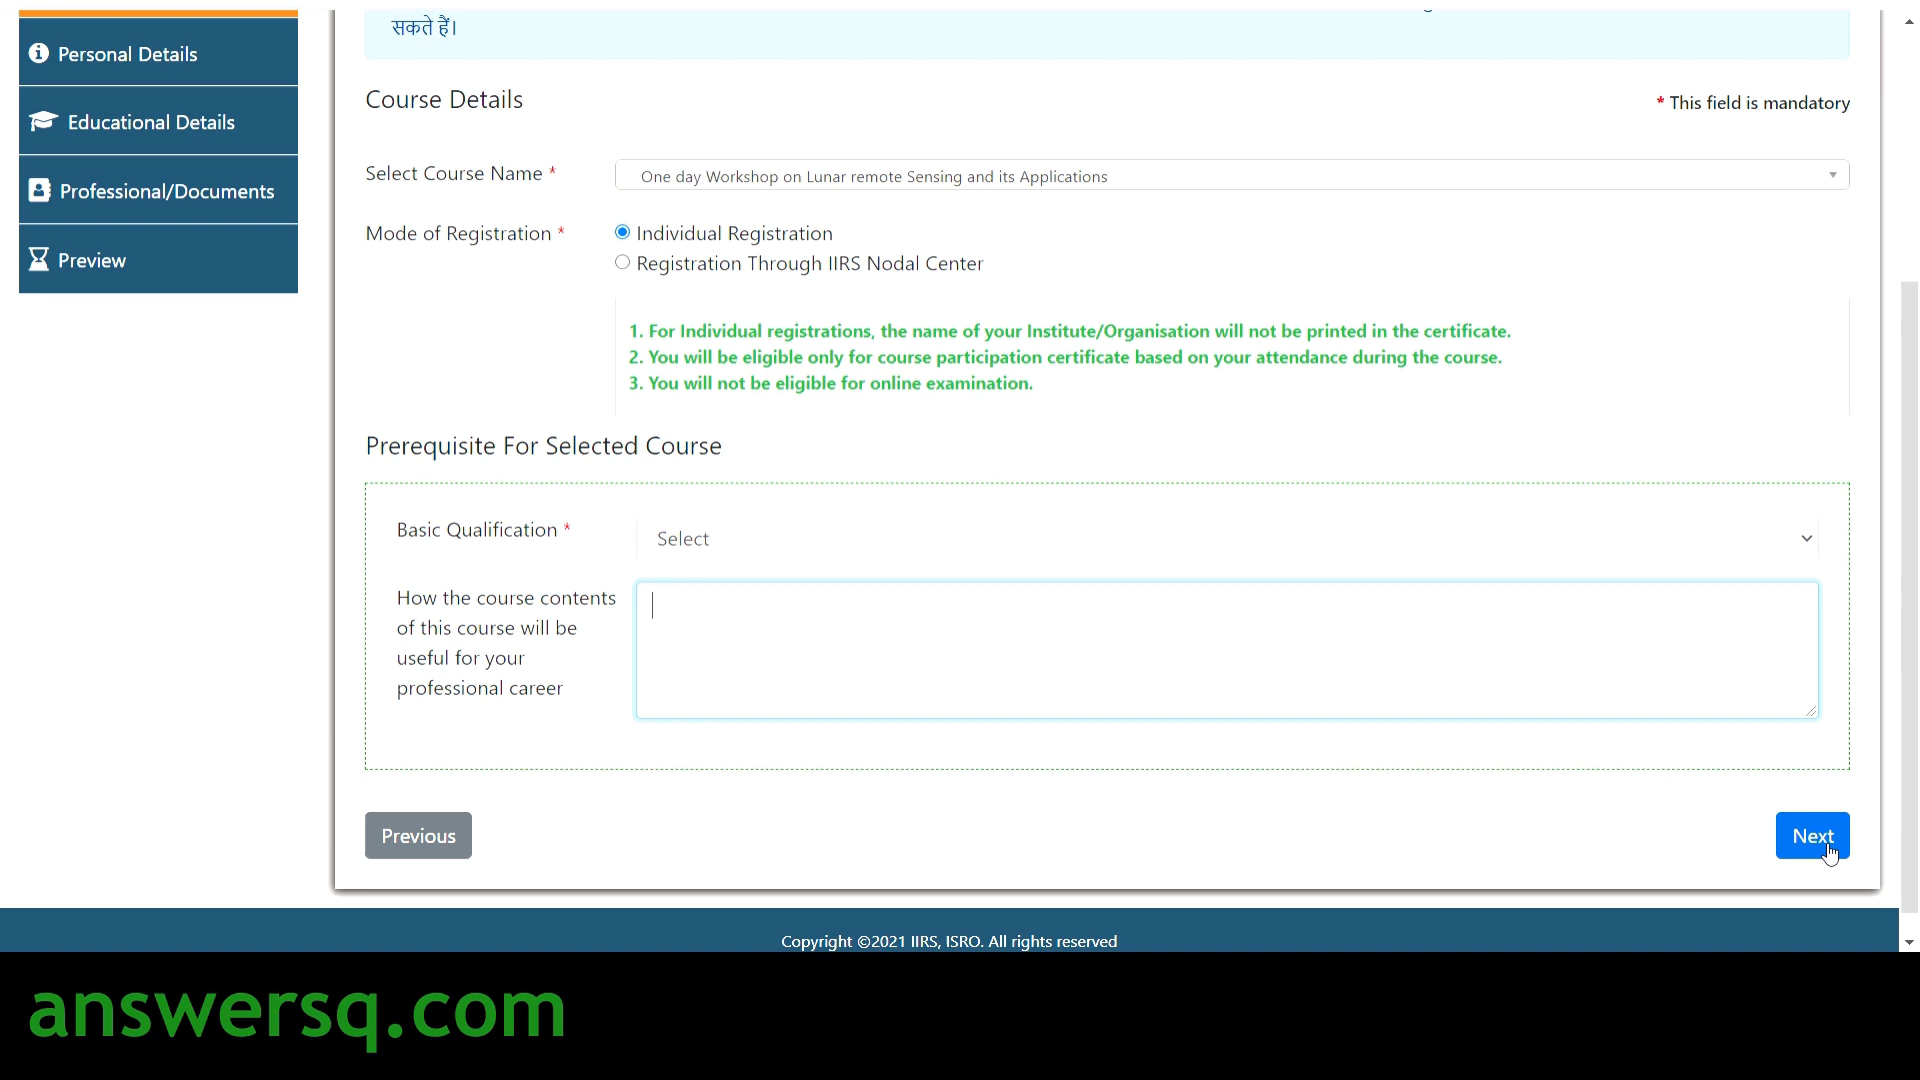 सकते हैं।
Personal Details
Educational Details
Professional/Documents
Preview
Course Details
* This field is mandatory
Select Course Name *
One day Workshop on Lunar remote Sensing and its Applications
Mode of Registration *
Individual Registration
Registration Through IIRS Nodal Center
1. For Individual registrations, the name of your Institute/Organisation will not be printed in the certificate.
2. You will be eligible only for course participation certificate based on your attendance during the course.
3. You will not be eligible for online examination.
Prerequisite For Selected Course
Basic Qualification *
Select
How the course contents
of this course will be
useful for your
professional career
Previous
Next
Copyright ©2021 IIRS, ISRO. All rights reserved
answersq.com